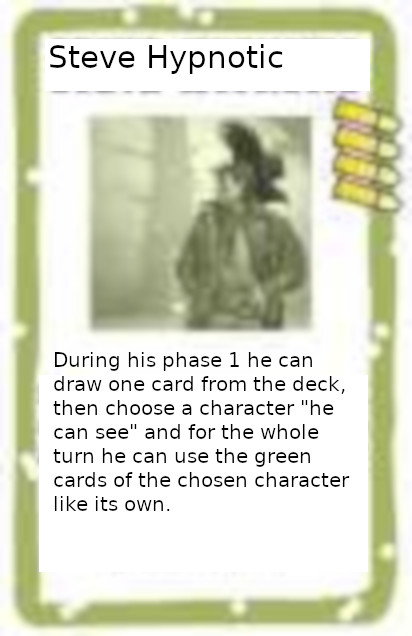 Steve Hypnotic
During his phase 1 he can
draw one card from the deck,
then choose a character "he
can see" and for the whole
turn he can use the green
cards of the chosen character
like its own.